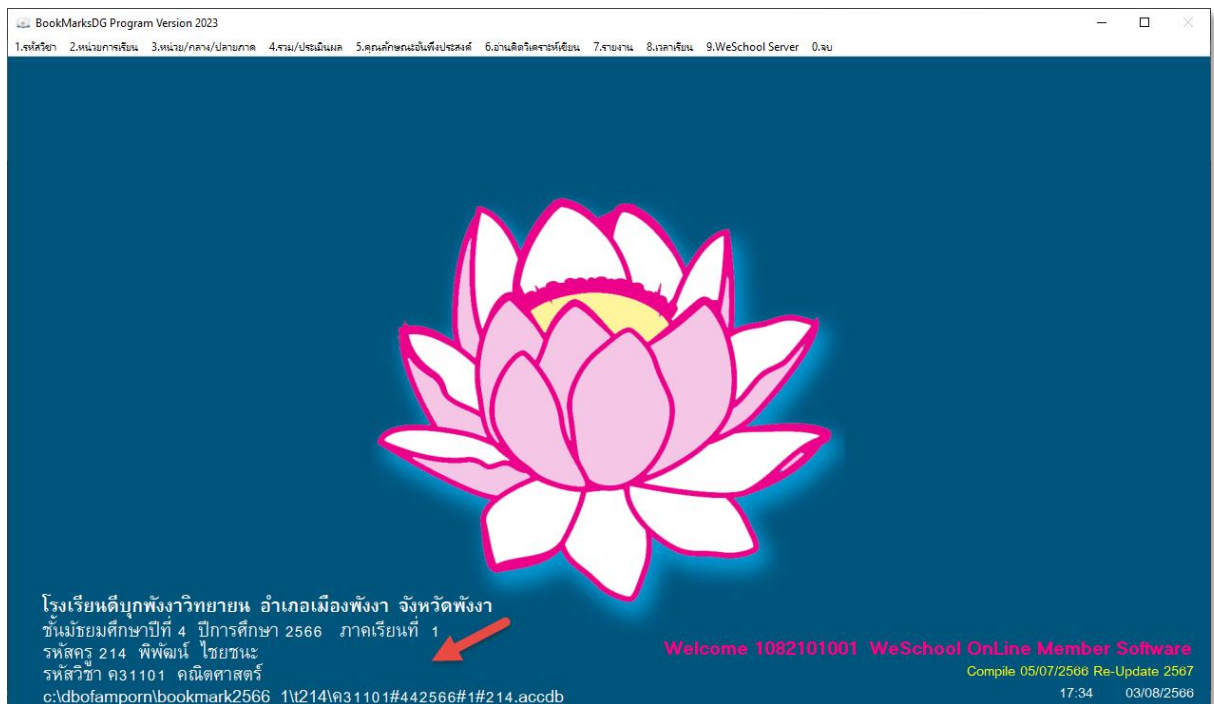 BookMarksDG Program Version 2023
1.รหัสวิชา 2.หน่วยการเรียน 3.หน่วย/กลาง/ปลายภาค 4.รวม/ประเมินผล 5.คุณลักษณะอันพึงประสงค์ 6.อ่านคิดวิเคราะห์เขียน 7.รายงาน 8.เวลาเรียน 9.WeSchool Server 0.จบ
โรงเรียนดีบุกพังงาวิทยายน อำเภอเมืองพังงา จังหวัดพังงา
ชั้นมัธยมศึกษาปีที่ 4 ปีการศึกษา 2566 ภาคเรียนที่ 1
รหัสครู 214 พิพัฒน์ ไชยชนะ
รหัสวิชา ค31101 คณิตศาสตร์
c:\dbofamporn\bookmark2566_1\t214\ค31101#442566#1#214.accdb
Welcome 1082101001 WeSchool OnLine Member Software
Compile 05/07/2566 Re-Update 2567
17:34 03/08/2566